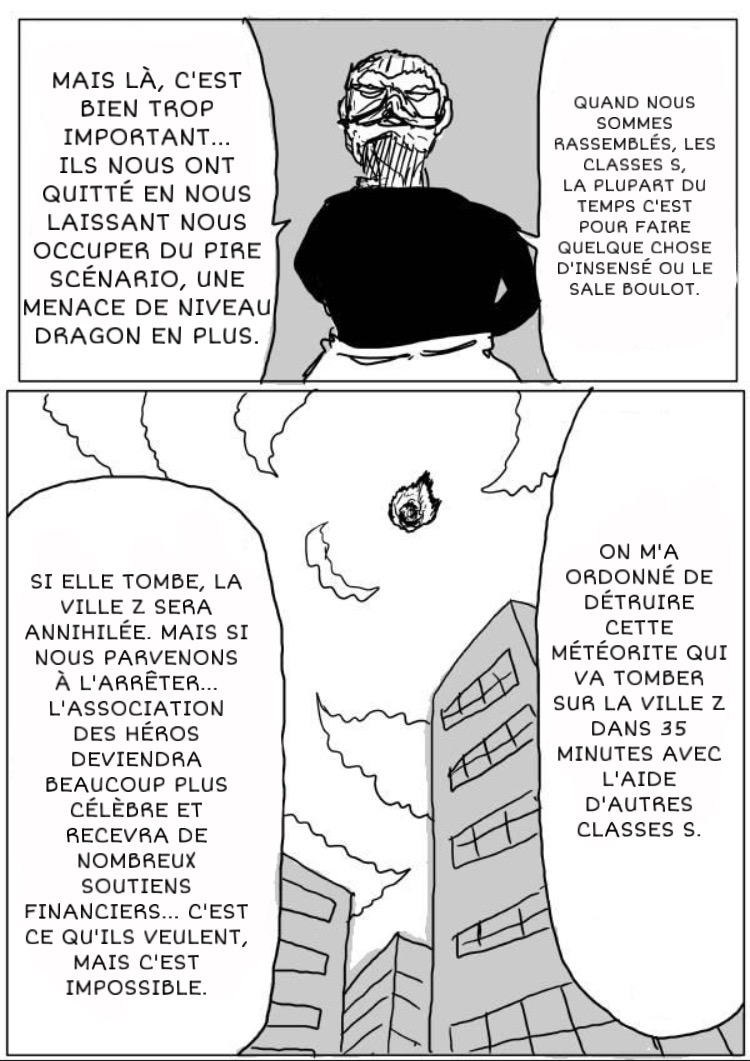 QUAND NOUS
SOMMES
RASSEMBLÉS, LES
CLASSES S,
LA PLUPART DU
TEMPS C'EST
POUR FAIRE
QUELQUE CHOSE
D'INSENSÉ OU LE
SALE BOULOT.
MAIS LÀ, C'EST
BIEN TROP
IMPORTANT...
ILS NOUS ONT
QUITTÉ EN NOUS
LAISSANT NOUS
OCCUPER DU PIRE
SCÉNARIO, UNE
MENACE DE NIVEAU
DRAGON EN PLUS.
ON M'A
ORDONNÉ DE
DÉTRUIRE
CETTE
MÉTÉORITE QUI
VA TOMBER
SUR LA VILLE Z
DANS 35
MINUTES AVEC
L'AIDE
D'AUTRES
CLASSES S.
SI ELLE TOMBE, LA
VILLE Z SERA
ANNIHILÉE. MAIS SI
NOUS PARVENONS
À L'ARRÊTER...
L'ASSOCIATION
DES HÉROS
DEVIENDRA
BEAUCOUP PLUS
CÉLÈBRE ET
RECEVRA DE
NOMBREUX
SOUTIENS
FINANCIERS... C'EST
CE QU'ILS VEULENT,
MAIS C'EST
IMPOSSIBLE.